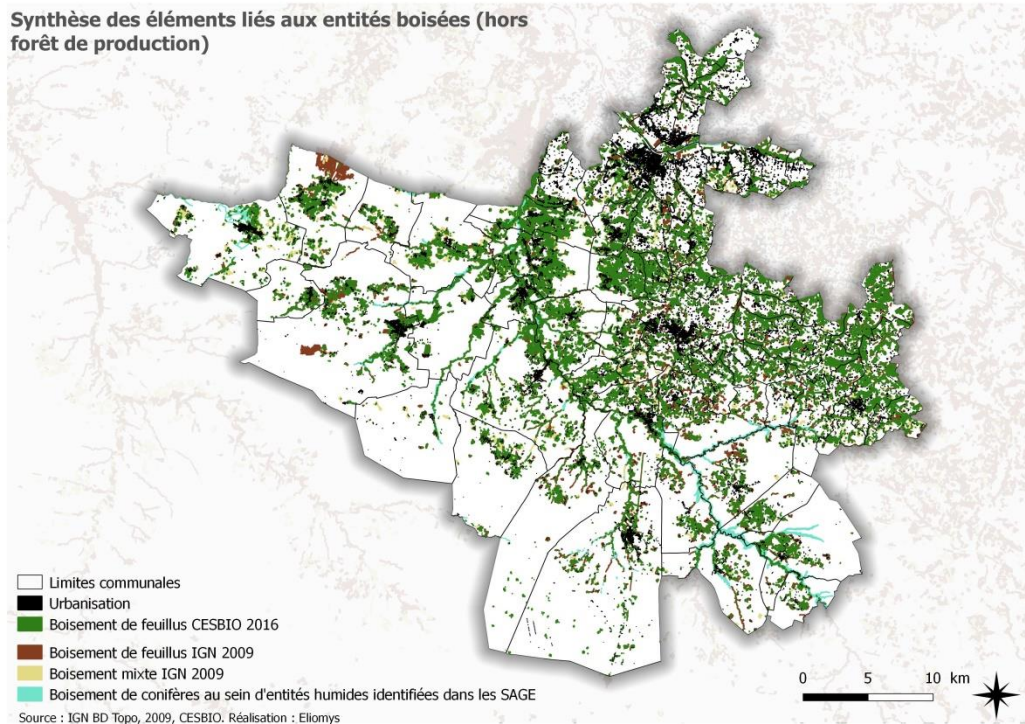 Synthèse des éléments liés aux entités boisées (hors
forêt de production)
Limites communales
Urbanisation
Boisement de feuillus CESBIO 2016
Boisement de feuillus IGN 2009
Boisement mixte IGN 2009
Boisement de conifères au sein d'entités humides identifiées dans les SAGE
0 5 10 km
Source : IGN BD Topo, 2009, CESBIO. Réalisation : Eliomys